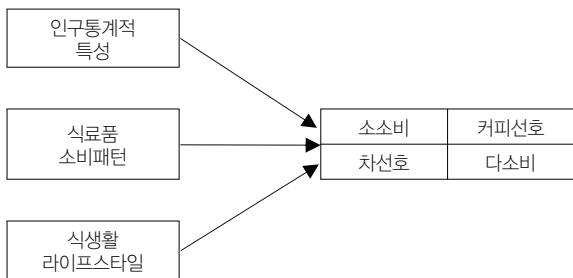 인구통계적
특성
식료품
소비패턴
소소비 커피선호
차선호 다소비
식생활
라이프스타일